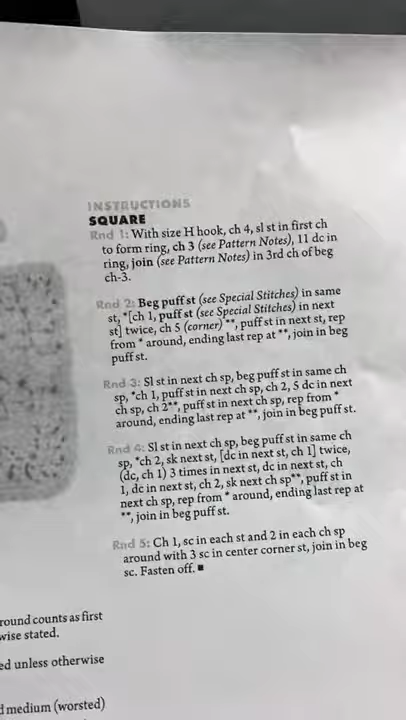 INSTRUCTIONS
SQUARE
Rnd 1: With size H hook, ch 4, sl st in first ch
to form ring, ch 3 (see Pattern Notes), 11 dc in
ring, join (see Pattern Notes) in 3rd ch of beg
ch-3.
Rnd 2: Beg puff st (see Special Stitches) in same
st, *[ch 1, puff st (see Special Stitches) in next
st] twice, ch 5 (corner)**, puff st in next st, rep
from * around, ending last rep at **, join in beg
puff st.
Rnd 3: Sl st in next ch sp, beg puff st in same ch
sp, *ch 1, puff st in next ch sp, ch 2, 5 dc in next
ch sp, ch 2**, puff st in next ch sp, rep from *
around, ending last rep at **, join in beg puff st.
Rnd 4: Sl st in next ch sp, beg puff st in same ch
sp, *ch 2, sk next st, [dc in next st, ch 1] twice,
(dc, ch 1) 3 times in next st, dc in next st, ch
1, dc in next st, ch 2, sk next ch sp**, puff st in
next ch sp, rep from * around, ending last rep at
**, join in beg puff st.
Rnd 5: Ch 1, sc in each st and 2 in each ch sp
around with 3 sc in center corner st, join in beg
sc. Fasten off. ■
round counts as first
wise stated.
ed unless otherwise
d medium (worsted)